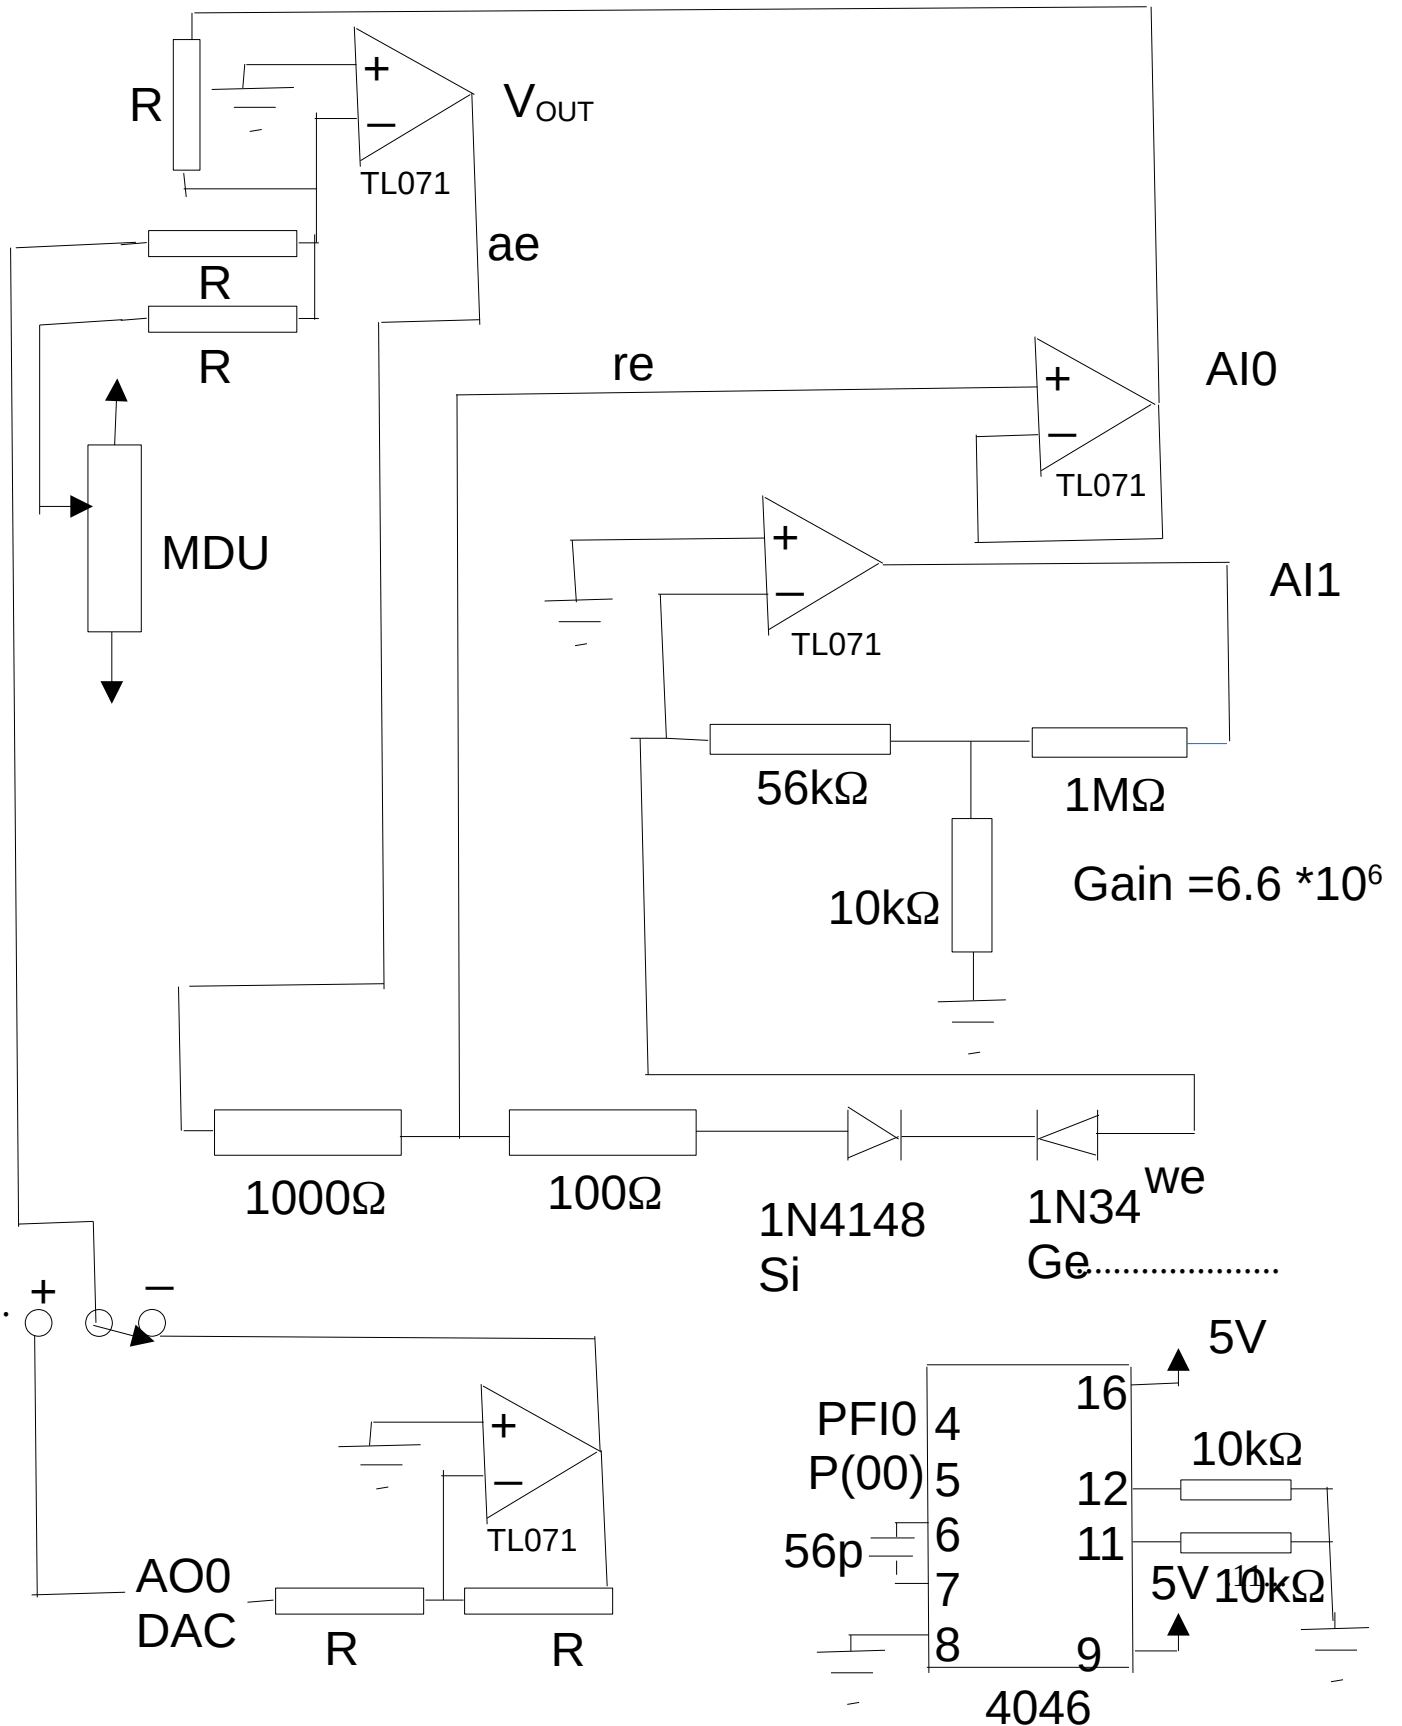 R
+
–
VOUT
TL071
ae
R
R
re
+
–
AI0
TL071
MDU
+
–
AI1
TL071
56kΩ
1MΩ
10kΩ
Gain =6.6 *10⁶
1000Ω
100Ω
1N4148
Si
1N34
Ge
we
+
–
5V
PFI0
P(00)
4
5
6
7
8
16
12
11
9
10kΩ
56p
5V
10kΩ
4046
+
–
TL071
AO0
DAC
R
R